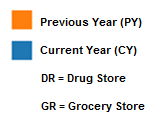 Previous Year (PY)
Current Year (CY)
DR = Drug Store
GR = Grocery Store